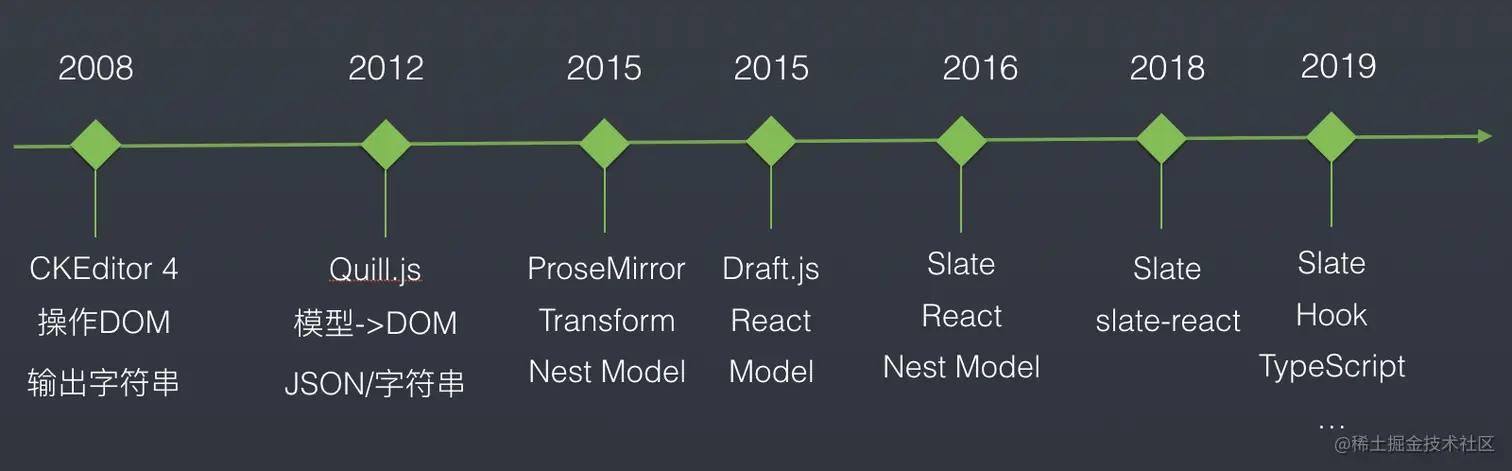 2008
2012
2015
2015
2016
2018
2019
CKEditor 4
操作DOM
输出字符串
Quill.js
模型->DOM
JSON/字符串
ProseMirror
Transform
Nest Model
Draft.js
React
Model
Slate
React
Nest Model
Slate
slate-react
Slate
Hook
TypeScript
...
@稀土掘金技术社区